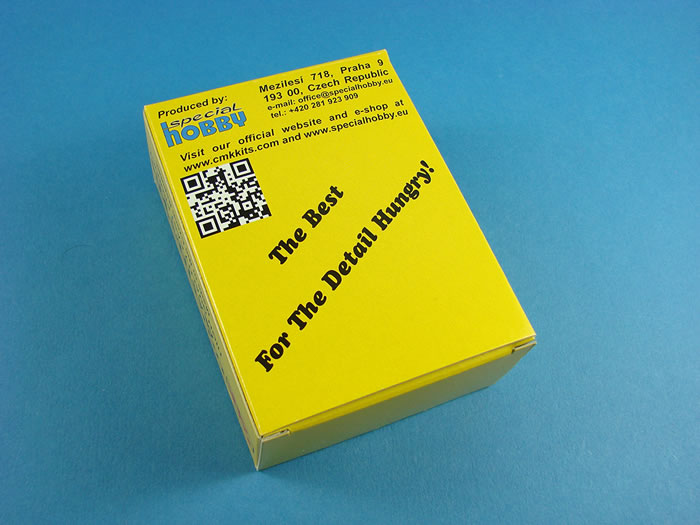 Produced by:
special
hOBBY
Mezilesí 718, Praha 9
193 00, Czech Republic
e-mail: office@specialhobby.eu
tel.: +420 281 923 909
Visit our official website and e-shop at
www.cmkkits.com and www.specialhobby.eu
The Best
For The Detail Hungry!